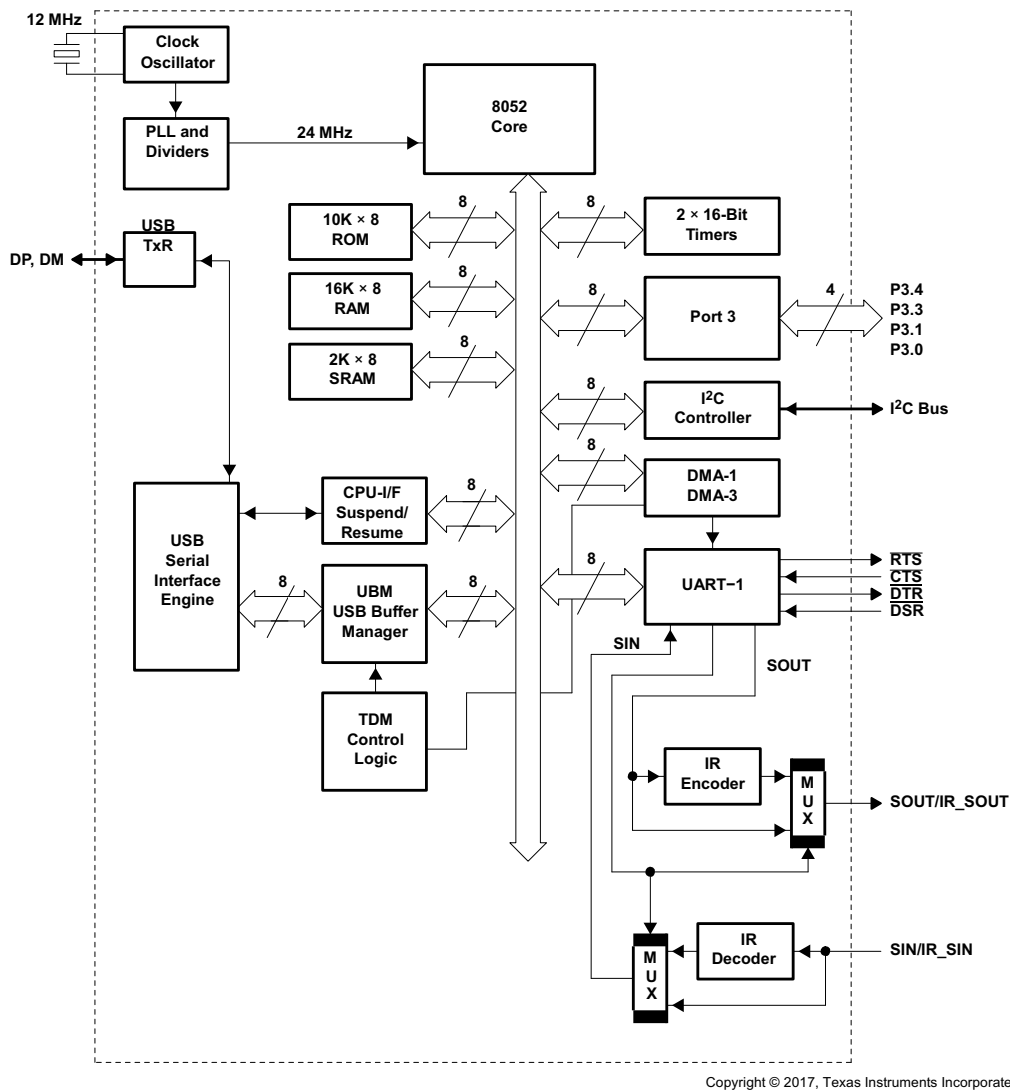 12 MHz
Clock
Oscillator
8052
Core
PLL and
Dividers
24 MHz
USB
TxR
DP, DM
10K × 8
ROM
8
8
2 × 16-Bit
Timers
16K × 8
RAM
8
8
Port 3
4
P3.4
P3.3
P3.1
P3.0
2K × 8
SRAM
8
8
I²C
Controller
I²C Bus
8
DMA-1
DMA-3
USB
Serial
Interface
Engine
CPU-I/F
Suspend/
Resume
8
8
UBM
USB Buffer
Manager
8
8
UART−1
RTS
CTS
DTR
DSR
SIN
SOUT
TDM
Control
Logic
IR
Encoder
M
U
X
SOUT/IR_SOUT
M
U
X
IR
Decoder
SIN/IR_SIN
Copyright © 2017, Texas Instruments Incorporate